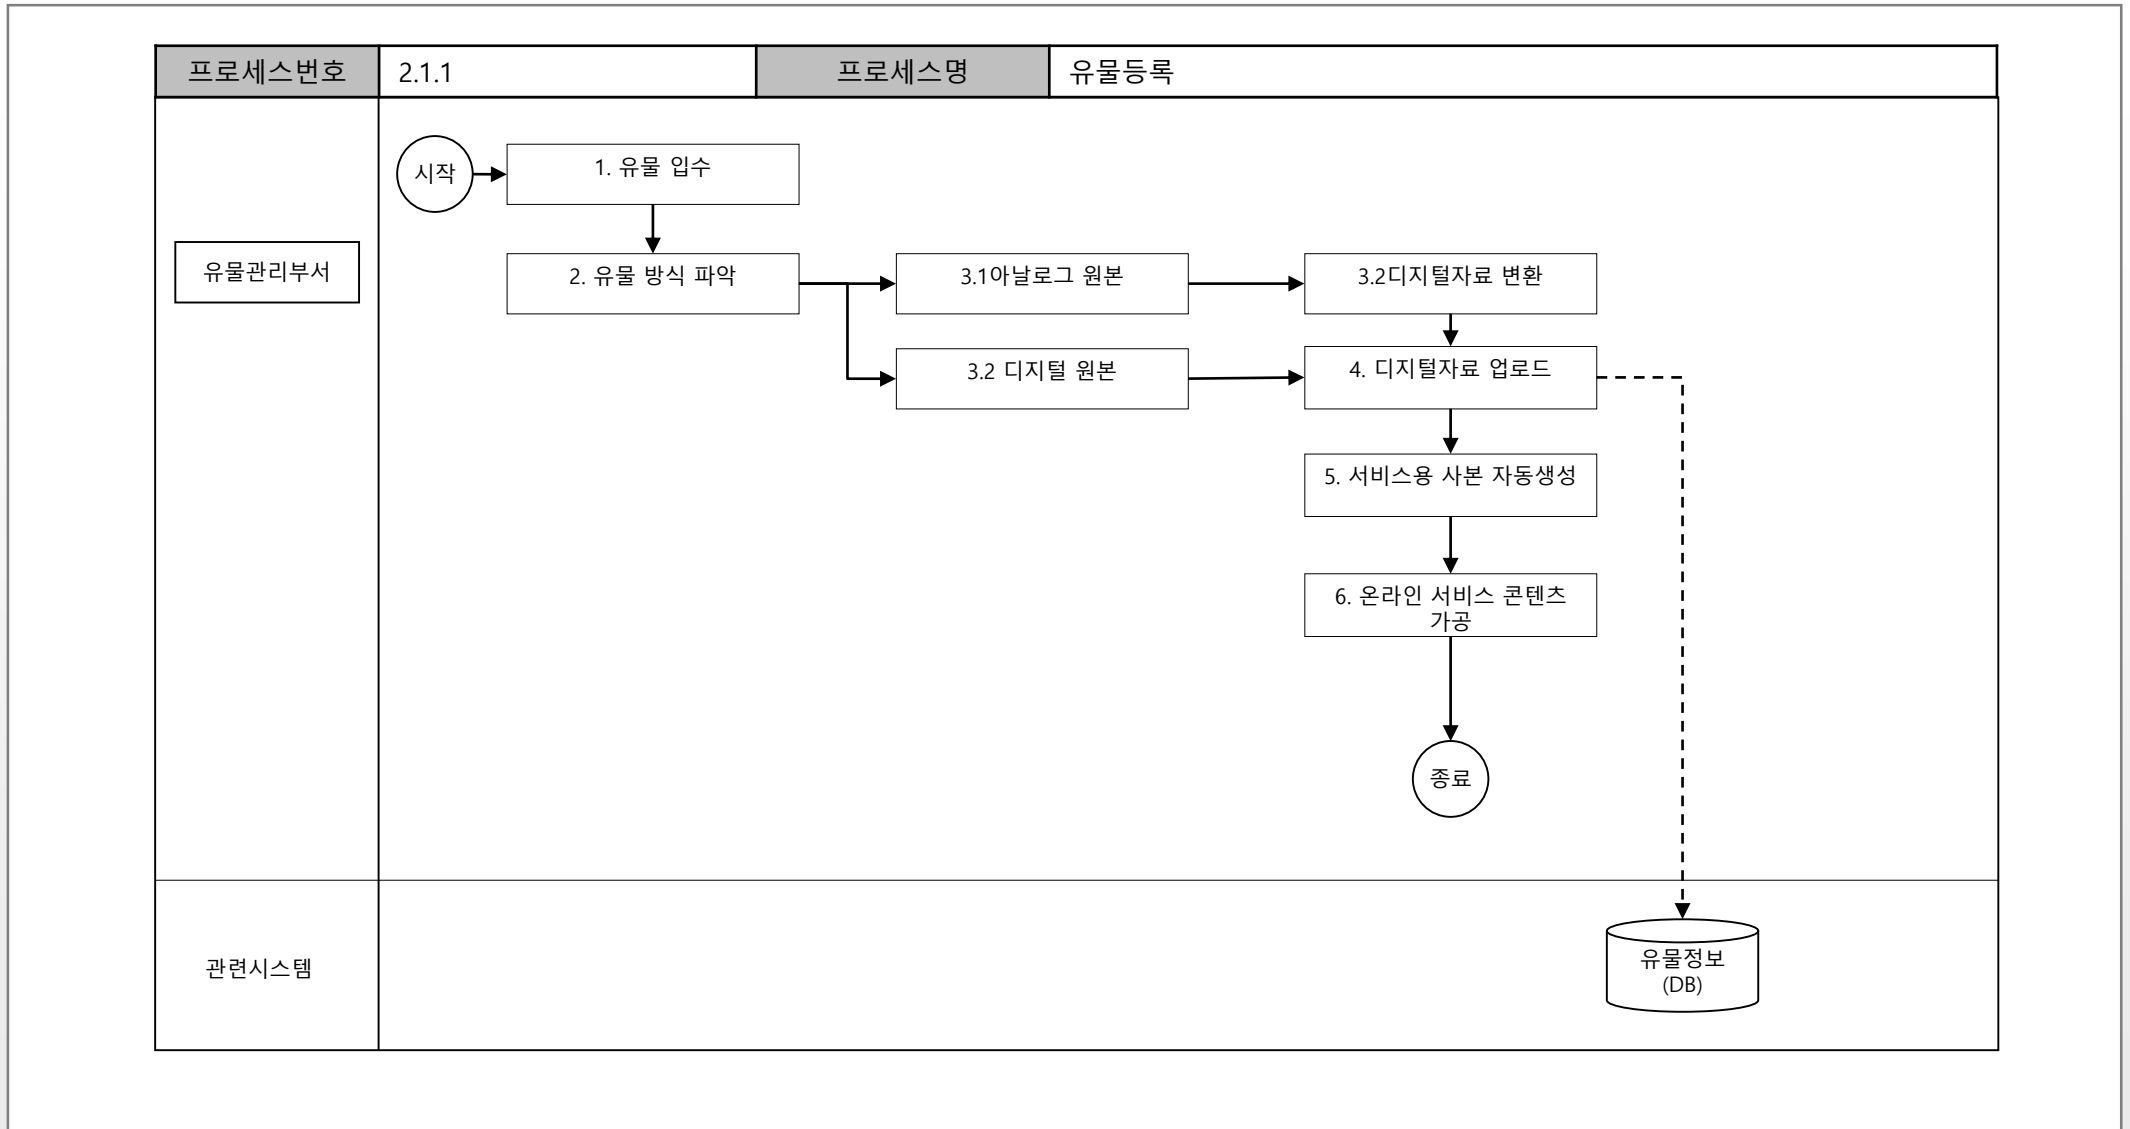 프로세스번호
2.1.1
프로세스명
유물등록
시작
1. 유물 입수
유물관리부서
2. 유물 방식 파악
3.1아날로그 원본
3.2디지털자료 변환
3.2 디지털 원본
4. 디지털자료 업로드
5. 서비스용 사본 자동생성
6. 온라인 서비스 콘텐츠
가공
종료
관련시스템
유물정보
(DB)